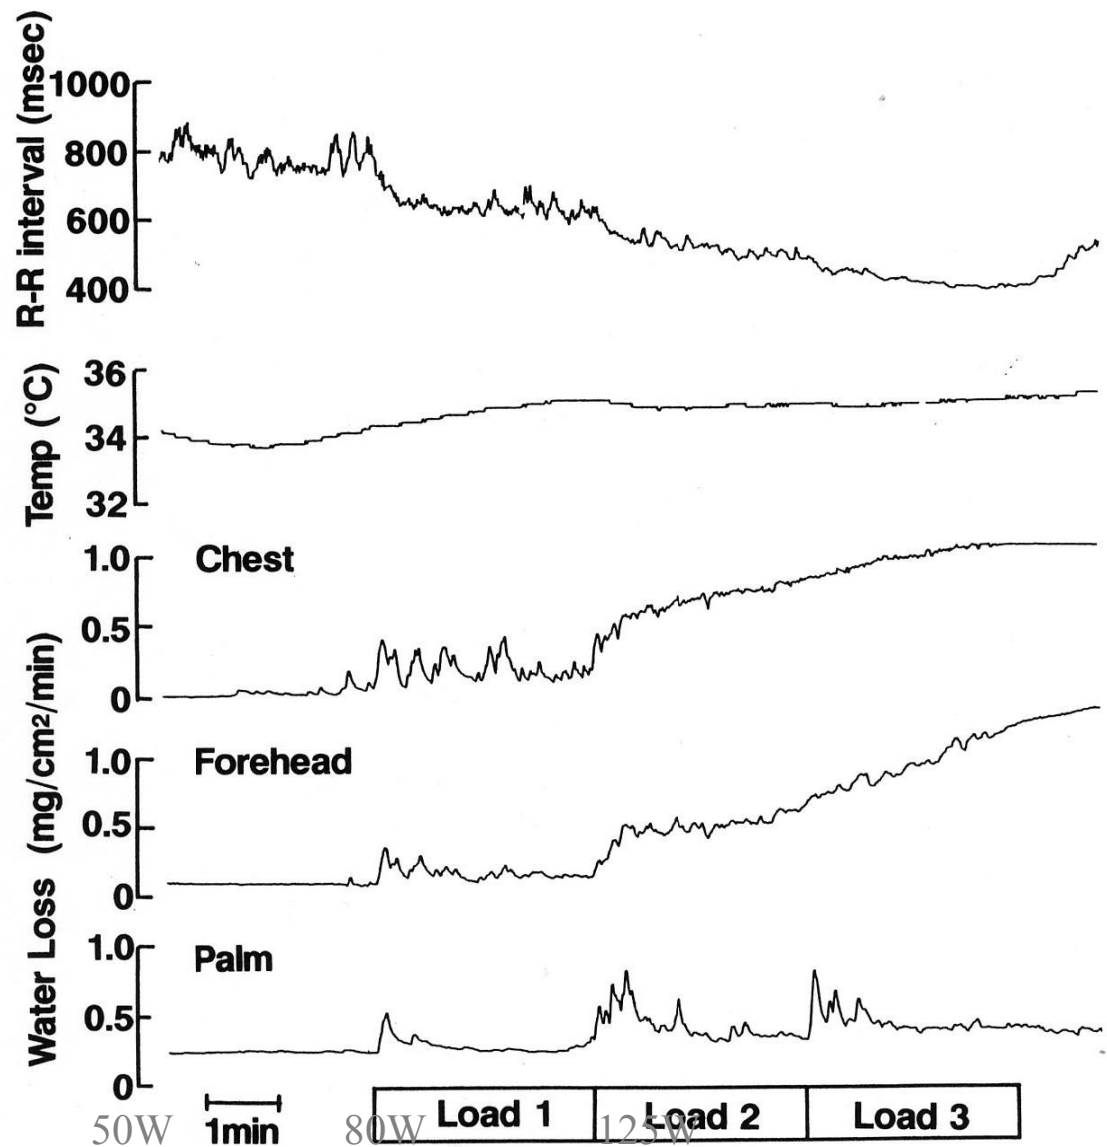 R-R interval (msec)
1000
800
600
400
Temp (°C)
36
34
32
Water Loss (mg/cm2/min)
Chest
1.0
0.5
0
Forehead
1.0
0.5
0
Palm
1.0
0.5
0
1min
Load 1
Load 2
Load 3
50W
80W
125W